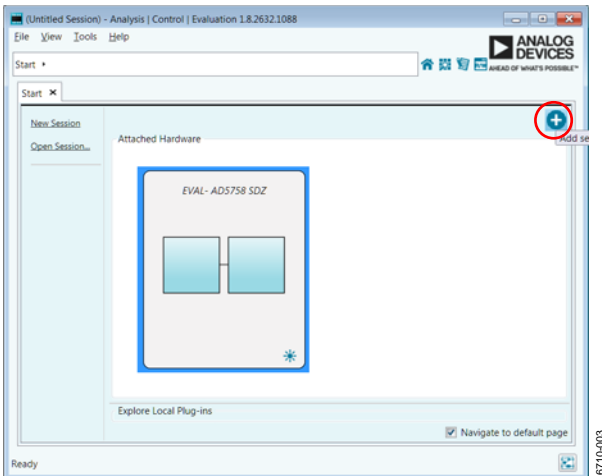 (Untitled Session) - Analysis | Control | Evaluation 1.8.2632.1088
File View Tools Help
ANALOG
DEVICES
AHEAD OF WHAT'S POSSIBLE™
Start
Start
New Session
Open Session...
Add se
Attached Hardware
EVAL- AD5758 SDZ
Explore Local Plug-ins
Navigate to default page
Ready
6710-003